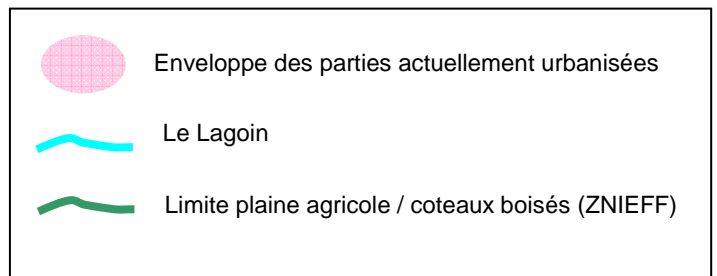 Enveloppe des parties actuellement urbanisées
Le Lagoin
Limite plaine agricole / coteaux boisés (ZNIEFF)